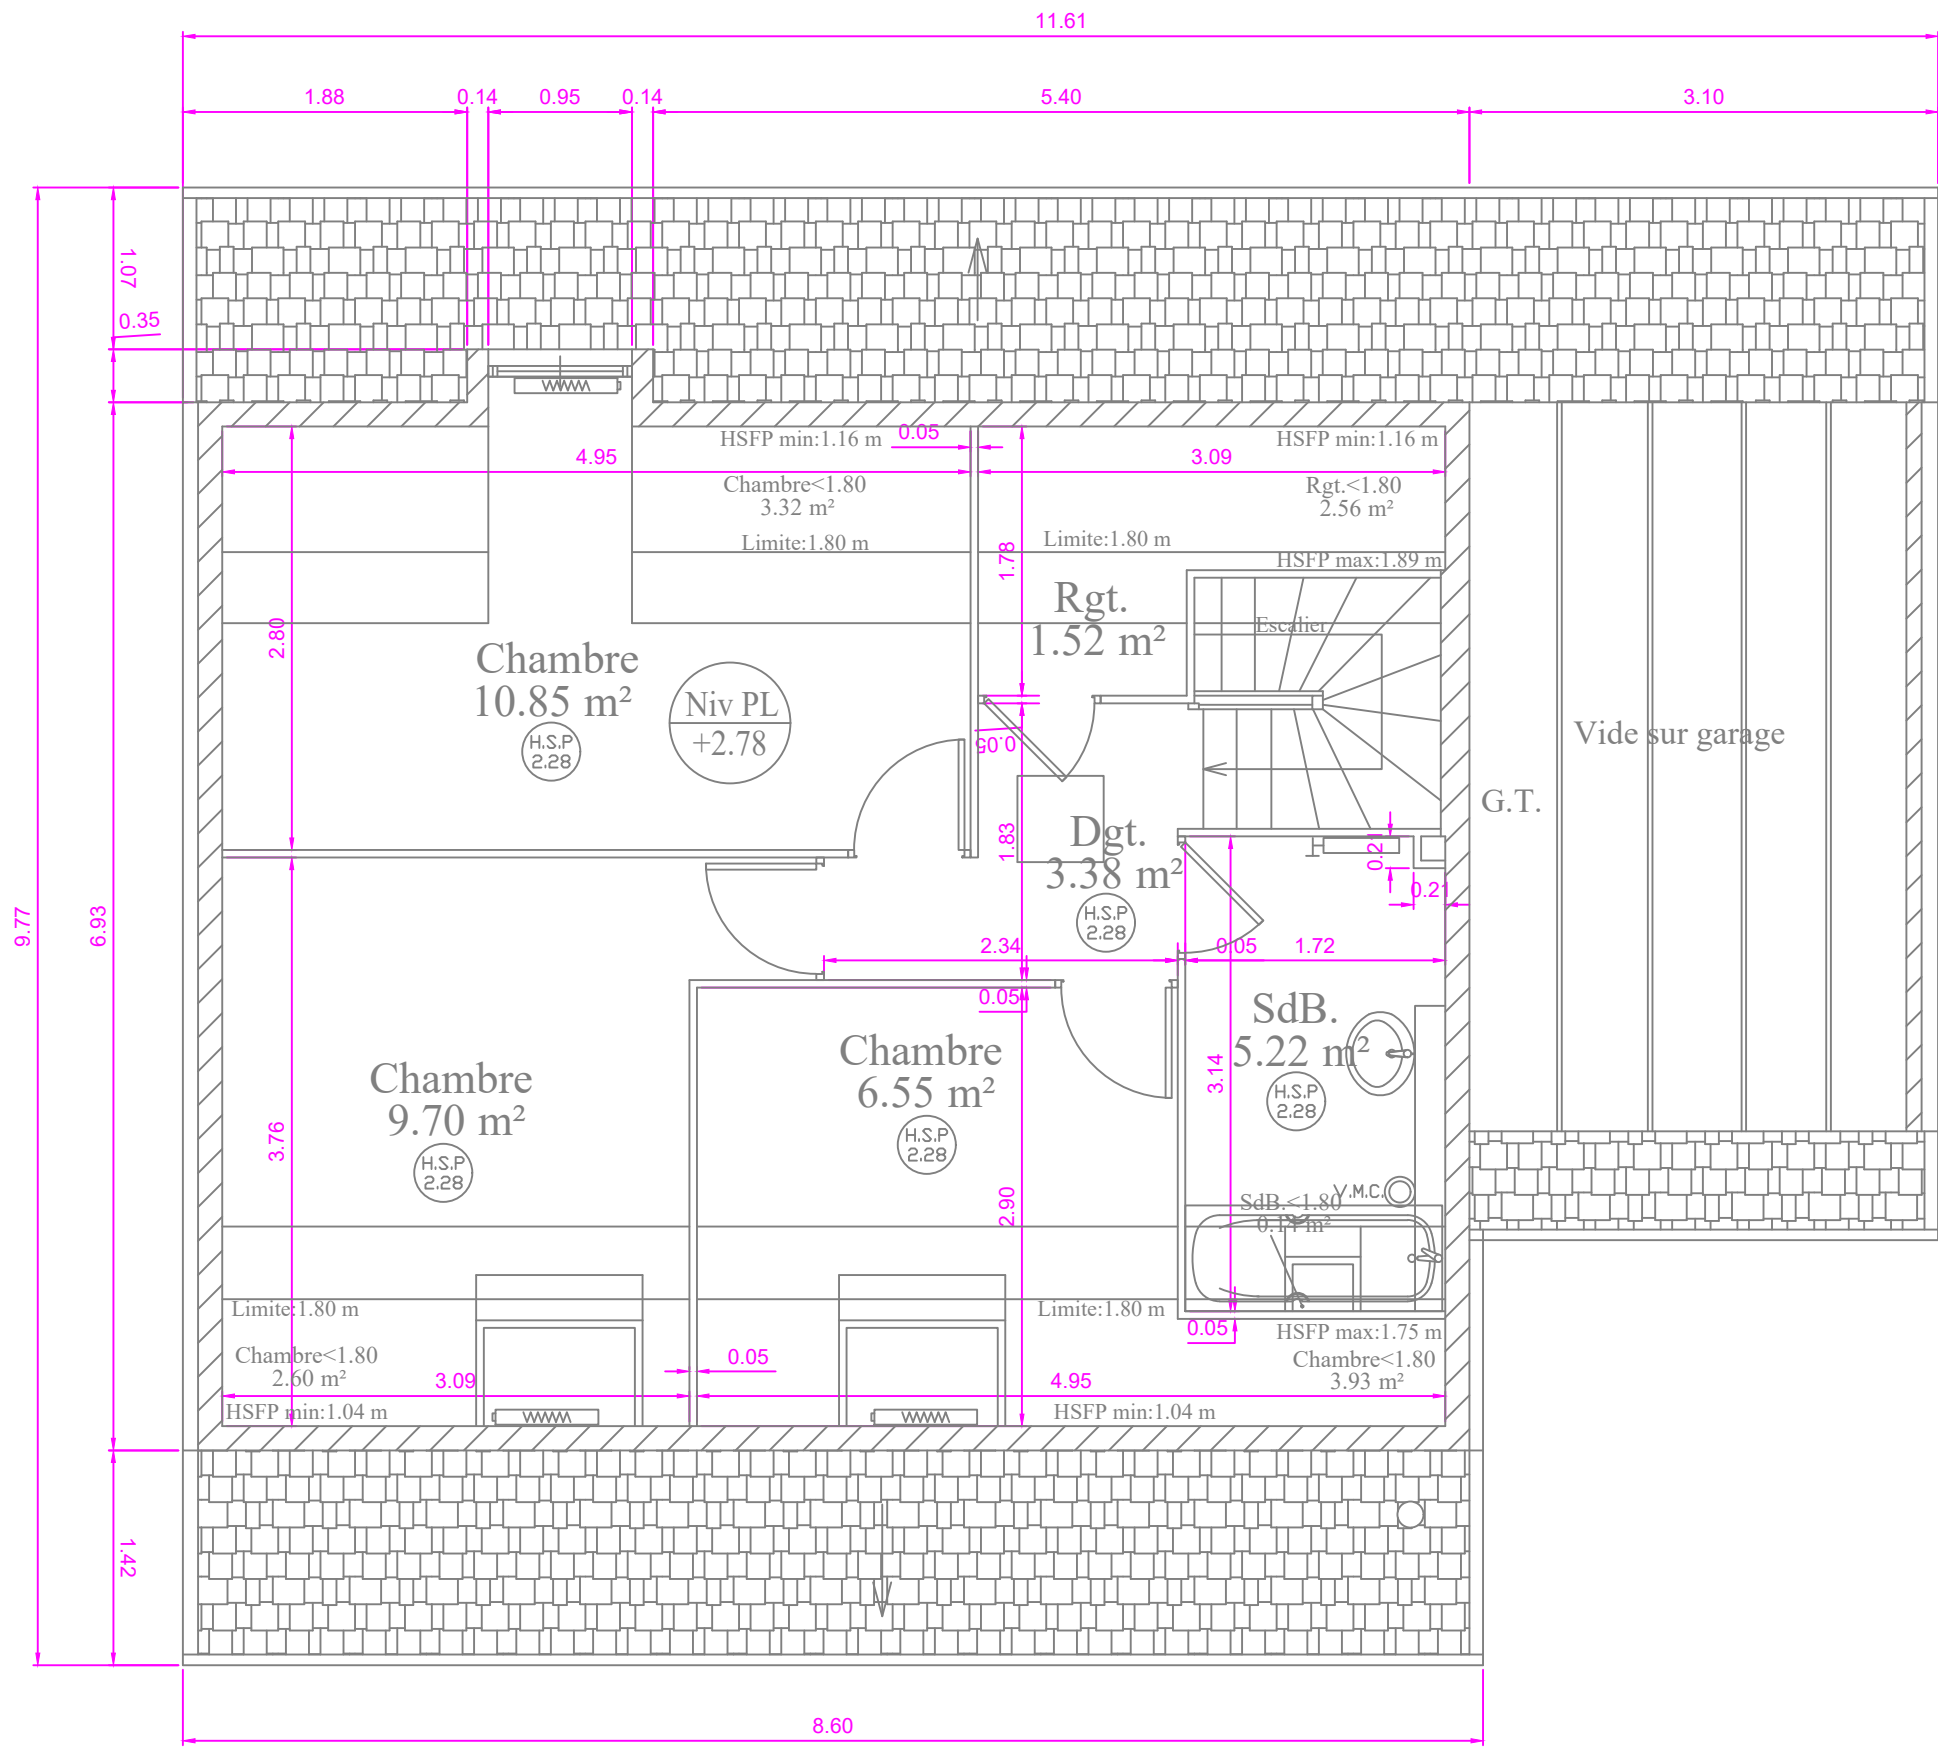 11.61
1.88
0.14
0.95
0.14
5.40
3.10
1.07
0.35
HSFP min:1.16 m
0.05
HSFP min:1.16 m
4.95
3.09
Chambre<1.80
3.32 m²
Rgt.<1.80
2.56 m²
Limite:1.80 m
Limite:1.80 m
1.78
HSFP max:1.89 m
Rgt.
1.52 m²
Escalier
2.80
Chambre
10.85 m²
H.S.P
2.28
Niv PL
+2.78
0.05
Vide sur garage
G.T.
1.83
Dgt.
3.38 m²
H.S.P
2.28
0.21
0.21
9.77
6.93
2.34
0.05
1.72
0.05
SdB.
5.22 m²
H.S.P
2.28
3.14
Chambre
6.55 m²
H.S.P
2.28
Chambre
9.70 m²
H.S.P
2.28
3.76
2.90
V.M.C.
SdB.<1.80
0.14 m²
Limite:1.80 m
Limite:1.80 m
0.05
HSFP max:1.75 m
Chambre<1.80
2.60 m²
0.05
Chambre<1.80
3.93 m²
3.09
4.95
HSFP min:1.04 m
HSFP min:1.04 m
1.42
8.60